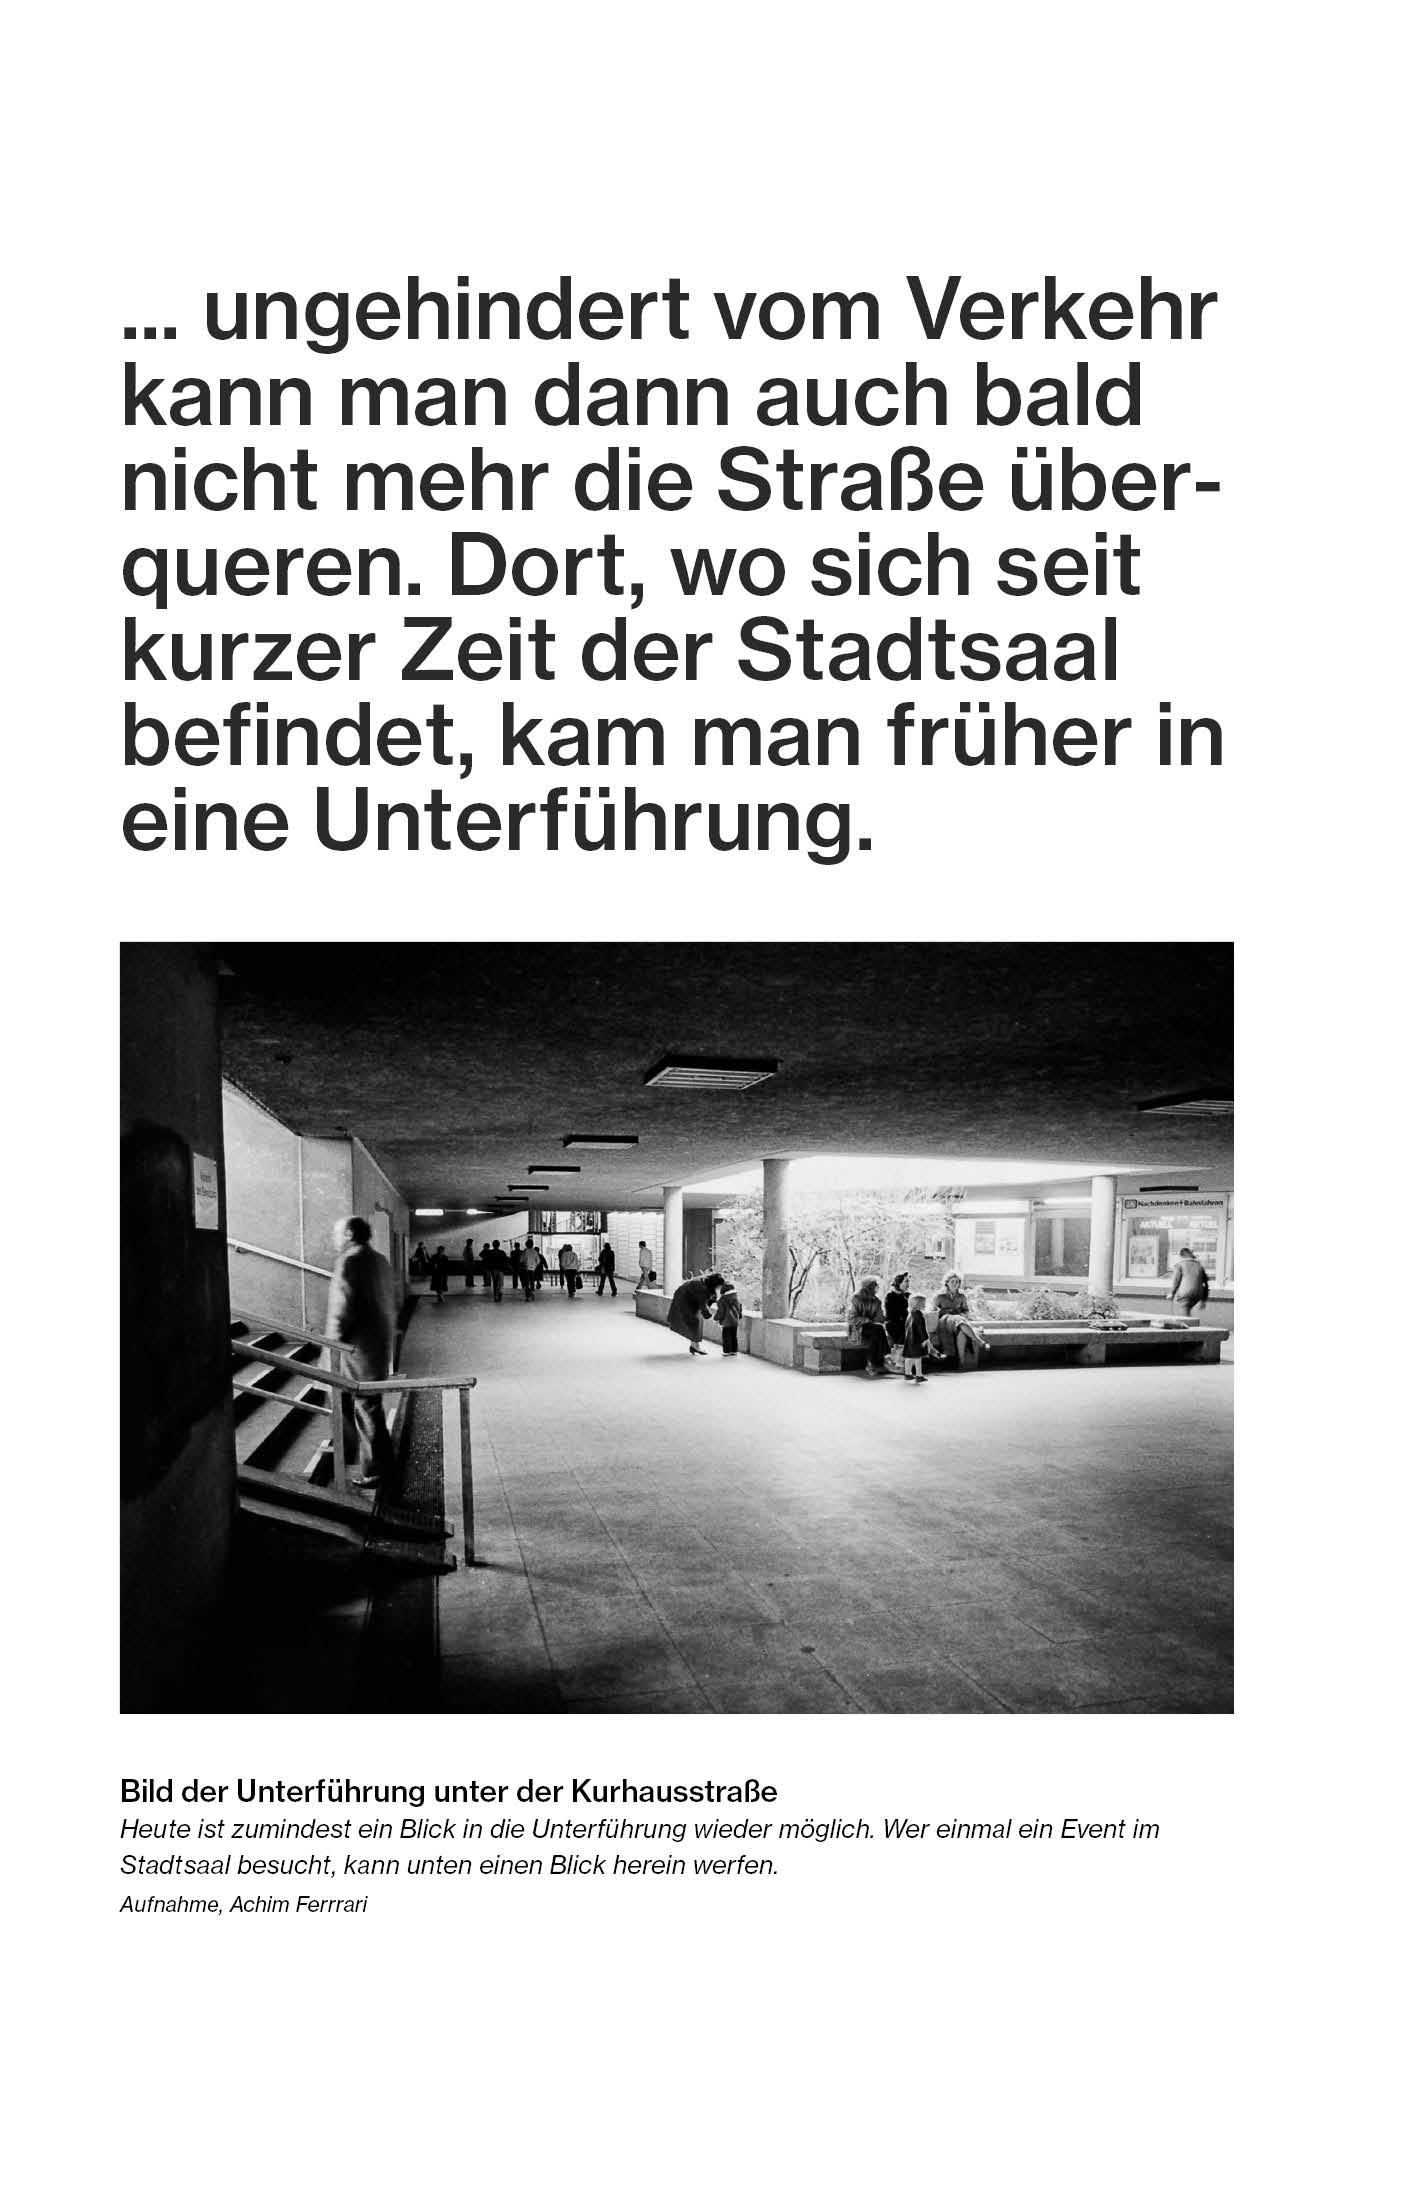 ... ungehindert vom Verkehr
kann man dann auch bald
nicht mehr die Straße über-
queren. Dort, wo sich seit
kurzer Zeit der Stadtsaal
befindet, kam man früher in
eine Unterführung.
Nachdenken+Bahnfahren
AKTUELL
AKTUEL
Bild der Unterführung unter der Kurhausstraße
Heute ist zumindest ein Blick in die Unterführung wieder möglich. Wer einmal ein Event im
Stadtsaal besucht, kann unten einen Blick herein werfen.
Aufnahme, Achim Ferrrari